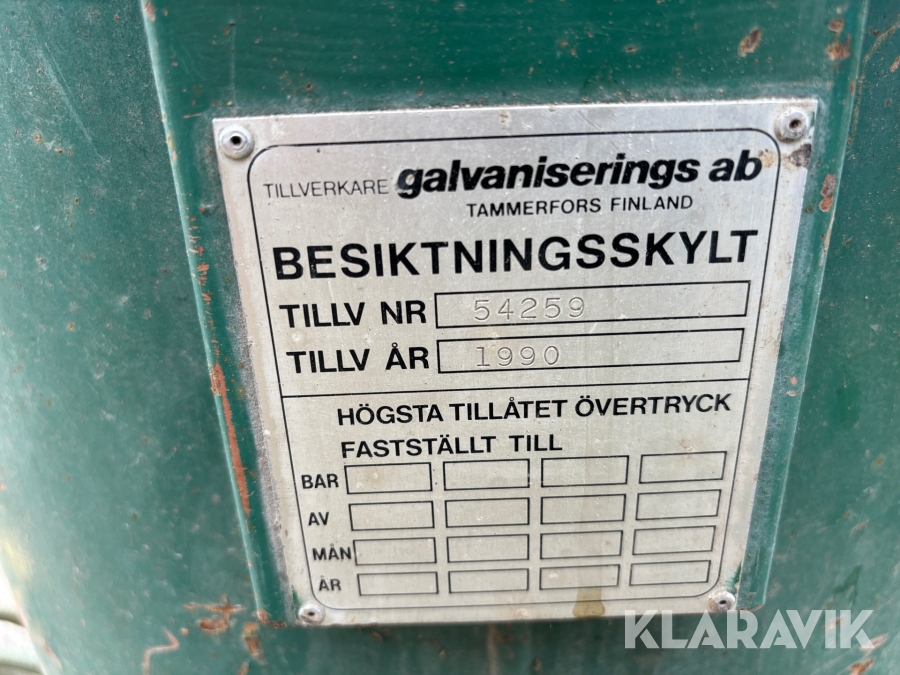 TILLVERKARE galvaniserings ab
TAMMERFORS FINLAND
BESIKTNINGSSKYLT
TILLV NR 54259
TILLV ÅR 1990
HÖGSTA TILLÅTET ÖVERTRYCK
FASTSTÄLLT TILL
BAR
AV
MÅN
ÅR
KLARAVIK